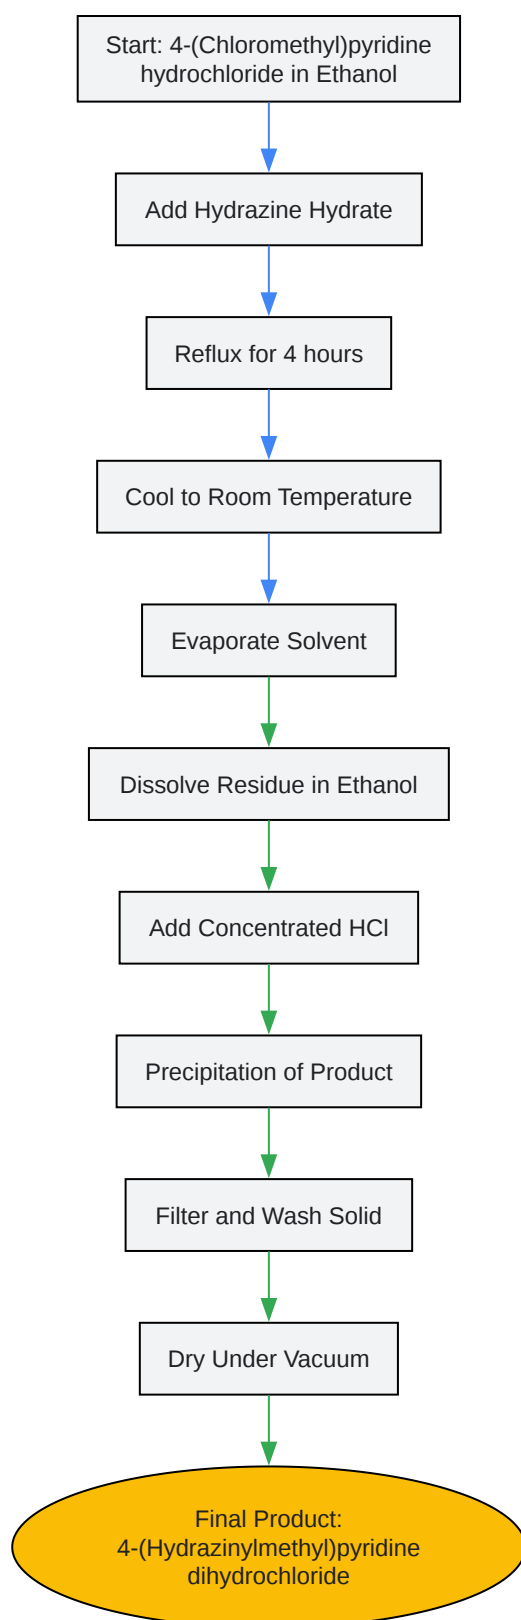 Start: 4-(Chloromethyl)pyridine
hydrochloride in Ethanol
Add Hydrazine Hydrate
Reflux for 4 hours
Cool to Room Temperature
Evaporate Solvent
Dissolve Residue in Ethanol
Add Concentrated HCl
Precipitation of Product
Filter and Wash Solid
Dry Under Vacuum
Final Product:
4-(Hydrazinylmethyl)pyridine
dihydrochloride